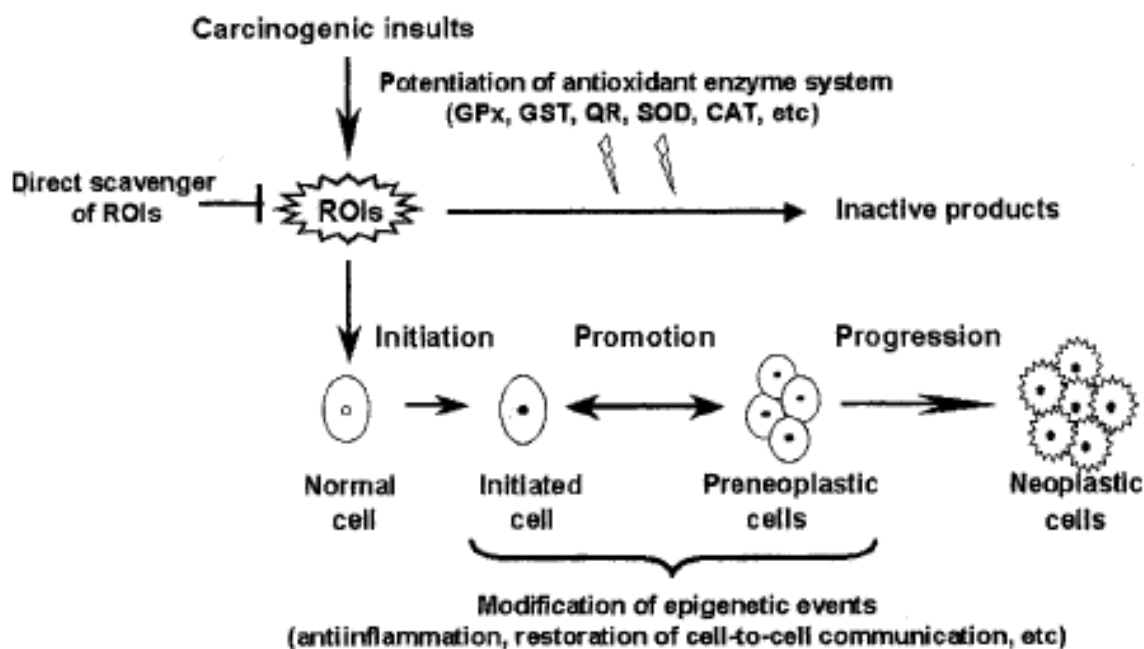 Carcinogenic insults
Potentiation of antioxidant enzyme system
(GPx, GST, QR, SOD, CAT, etc)
Direct scavenger
of ROIs
ROIs
Inactive products
Initiation
Promotion
Progression
Normal
cell
Initiated
cell
Preneoplastic
cells
Neoplastic
cells
Modification of epigenetic events
(antiinflammation, restoration of cell-to-cell communication, etc)